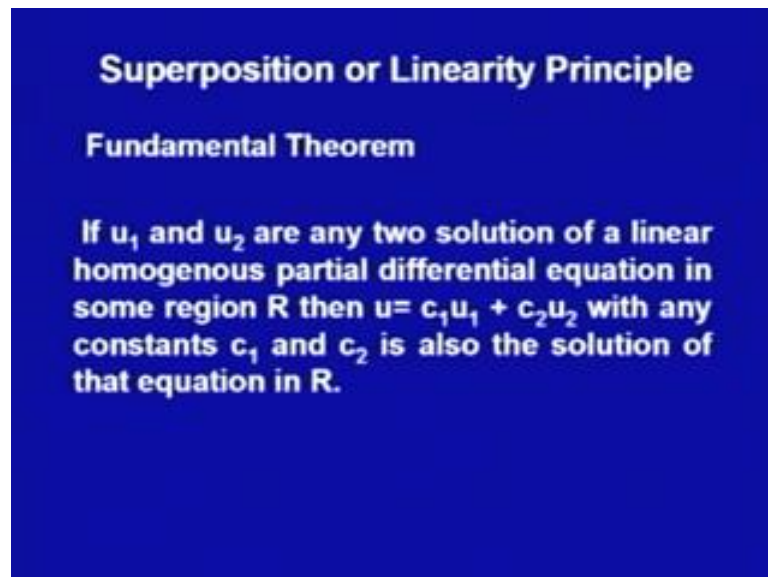 Superposition or Linearity Principle
Fundamental Theorem
If u₁ and u₂ are any two solution of a linear
homogenous partial differential equation in
some region R then u= c₁u₁ + c₂u₂ with any
constants c₁ and c₂ is also the solution of
that equation in R.